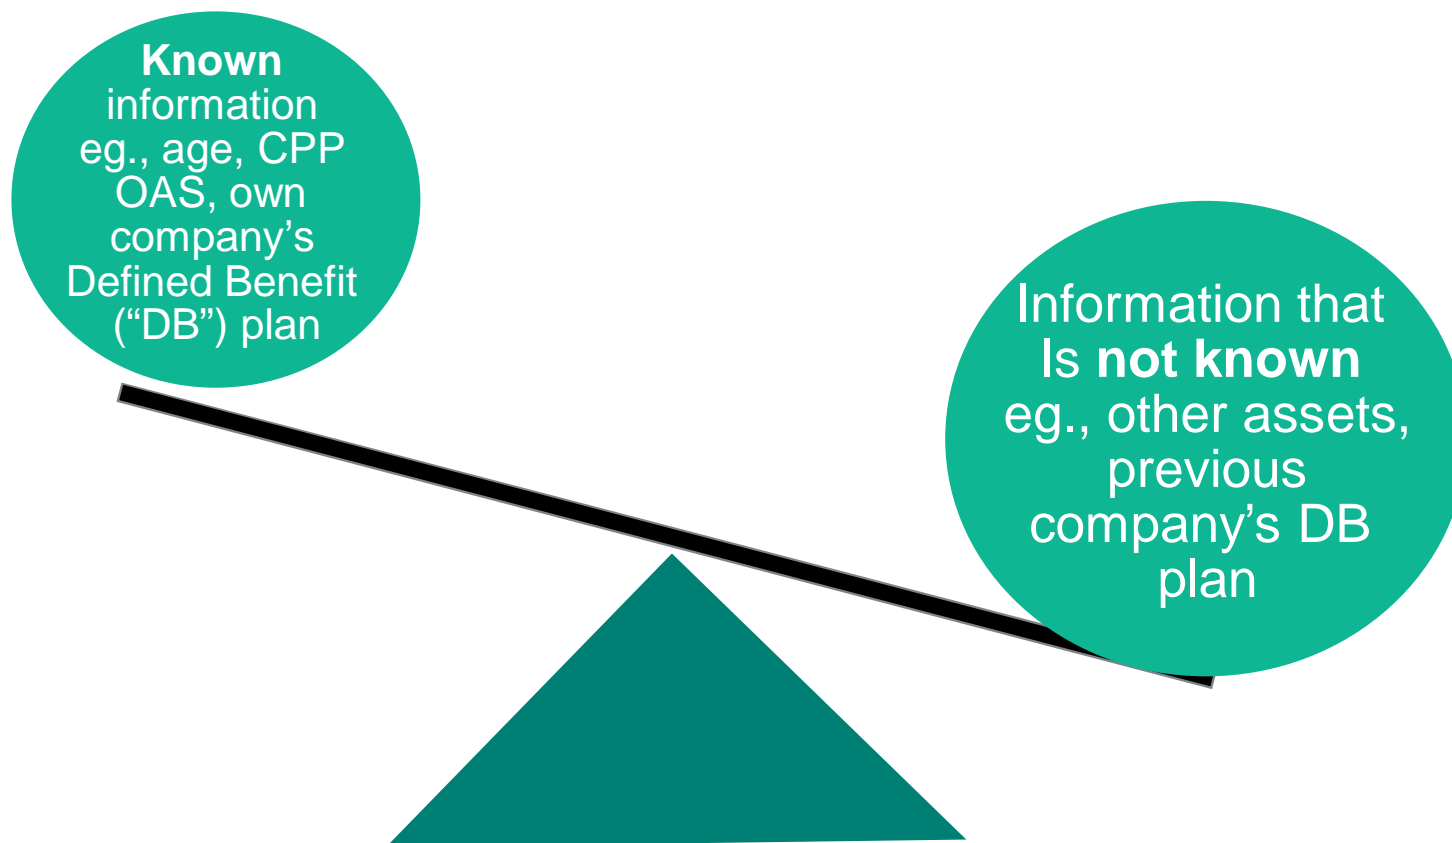 Known
information
eg., age, CPP
OAS, own
company’s
Defined Benefit
(“DB”) plan
Information that
Is not known
eg., other assets,
previous
company’s DB
plan